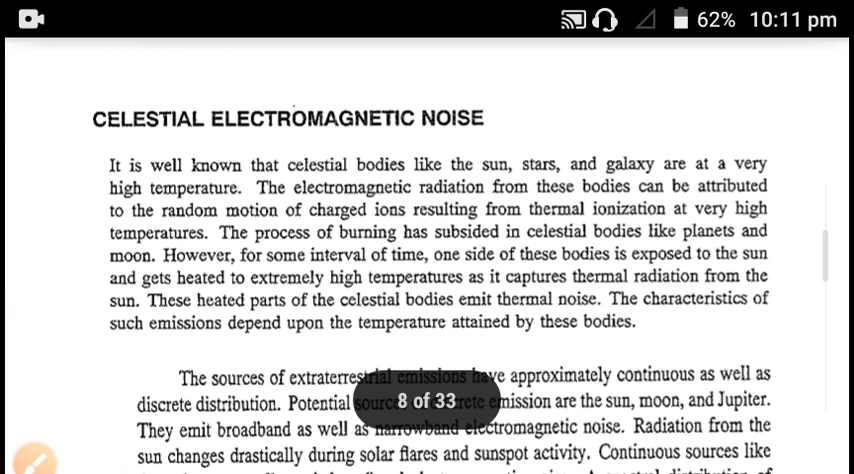 62% 10:11 pm
CELESTIAL ELECTROMAGNETIC NOISE
It is well known that celestial bodies like the sun, stars, and galaxy are at a very
high temperature. The electromagnetic radiation from these bodies can be attributed
to the random motion of charged ions resulting from thermal ionization at very high
temperatures. The process of burning has subsided in celestial bodies like planets and
moon. However, for some interval of time, one side of these bodies is exposed to the sun
and gets heated to extremely high temperatures as it captures thermal radiation from the
sun. These heated parts of the celestial bodies emit thermal noise. The characteristics of
such emissions depend upon the temperature attained by these bodies.
The sources of extraterrestrial emissions have approximately continuous as well as
discrete distribution. Potential sources of discrete emission are the sun, moon, and Jupiter.
8 of 33
They emit broadband as well as narrowband electromagnetic noise. Radiation from the
sun changes drastically during solar flares and sunspot activity. Continuous sources like